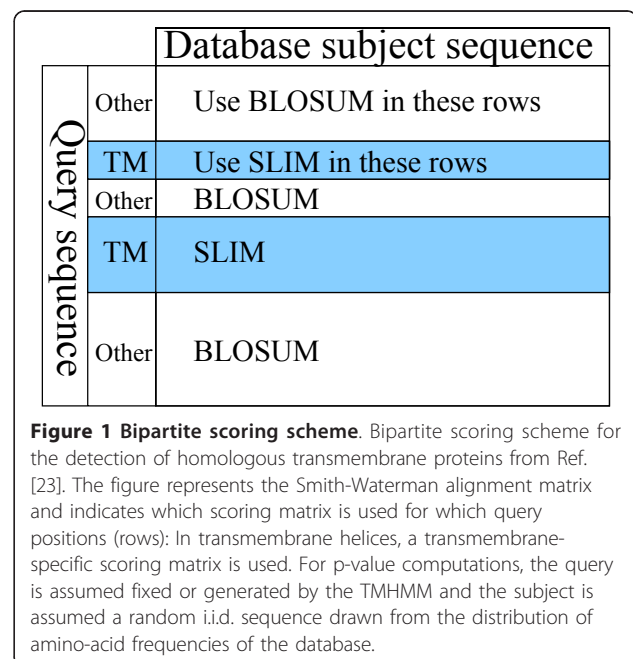 Database subject sequence
Query sequence
Other Use BLOSUM in these rows
TM Use SLIM in these rows
Other BLOSUM
TM SLIM
Other BLOSUM
Figure 1 Bipartite scoring scheme. Bipartite scoring scheme for
the detection of homologous transmembrane proteins from Ref.
[23]. The figure represents the Smith-Waterman alignment matrix
and indicates which scoring matrix is used for which query
positions (rows): In transmembrane helices, a transmembrane-
specific scoring matrix is used. For p-value computations, the query
is assumed fixed or generated by the TMHMM and the subject is
assumed a random i.i.d. sequence drawn from the distribution of
amino-acid frequencies of the database.